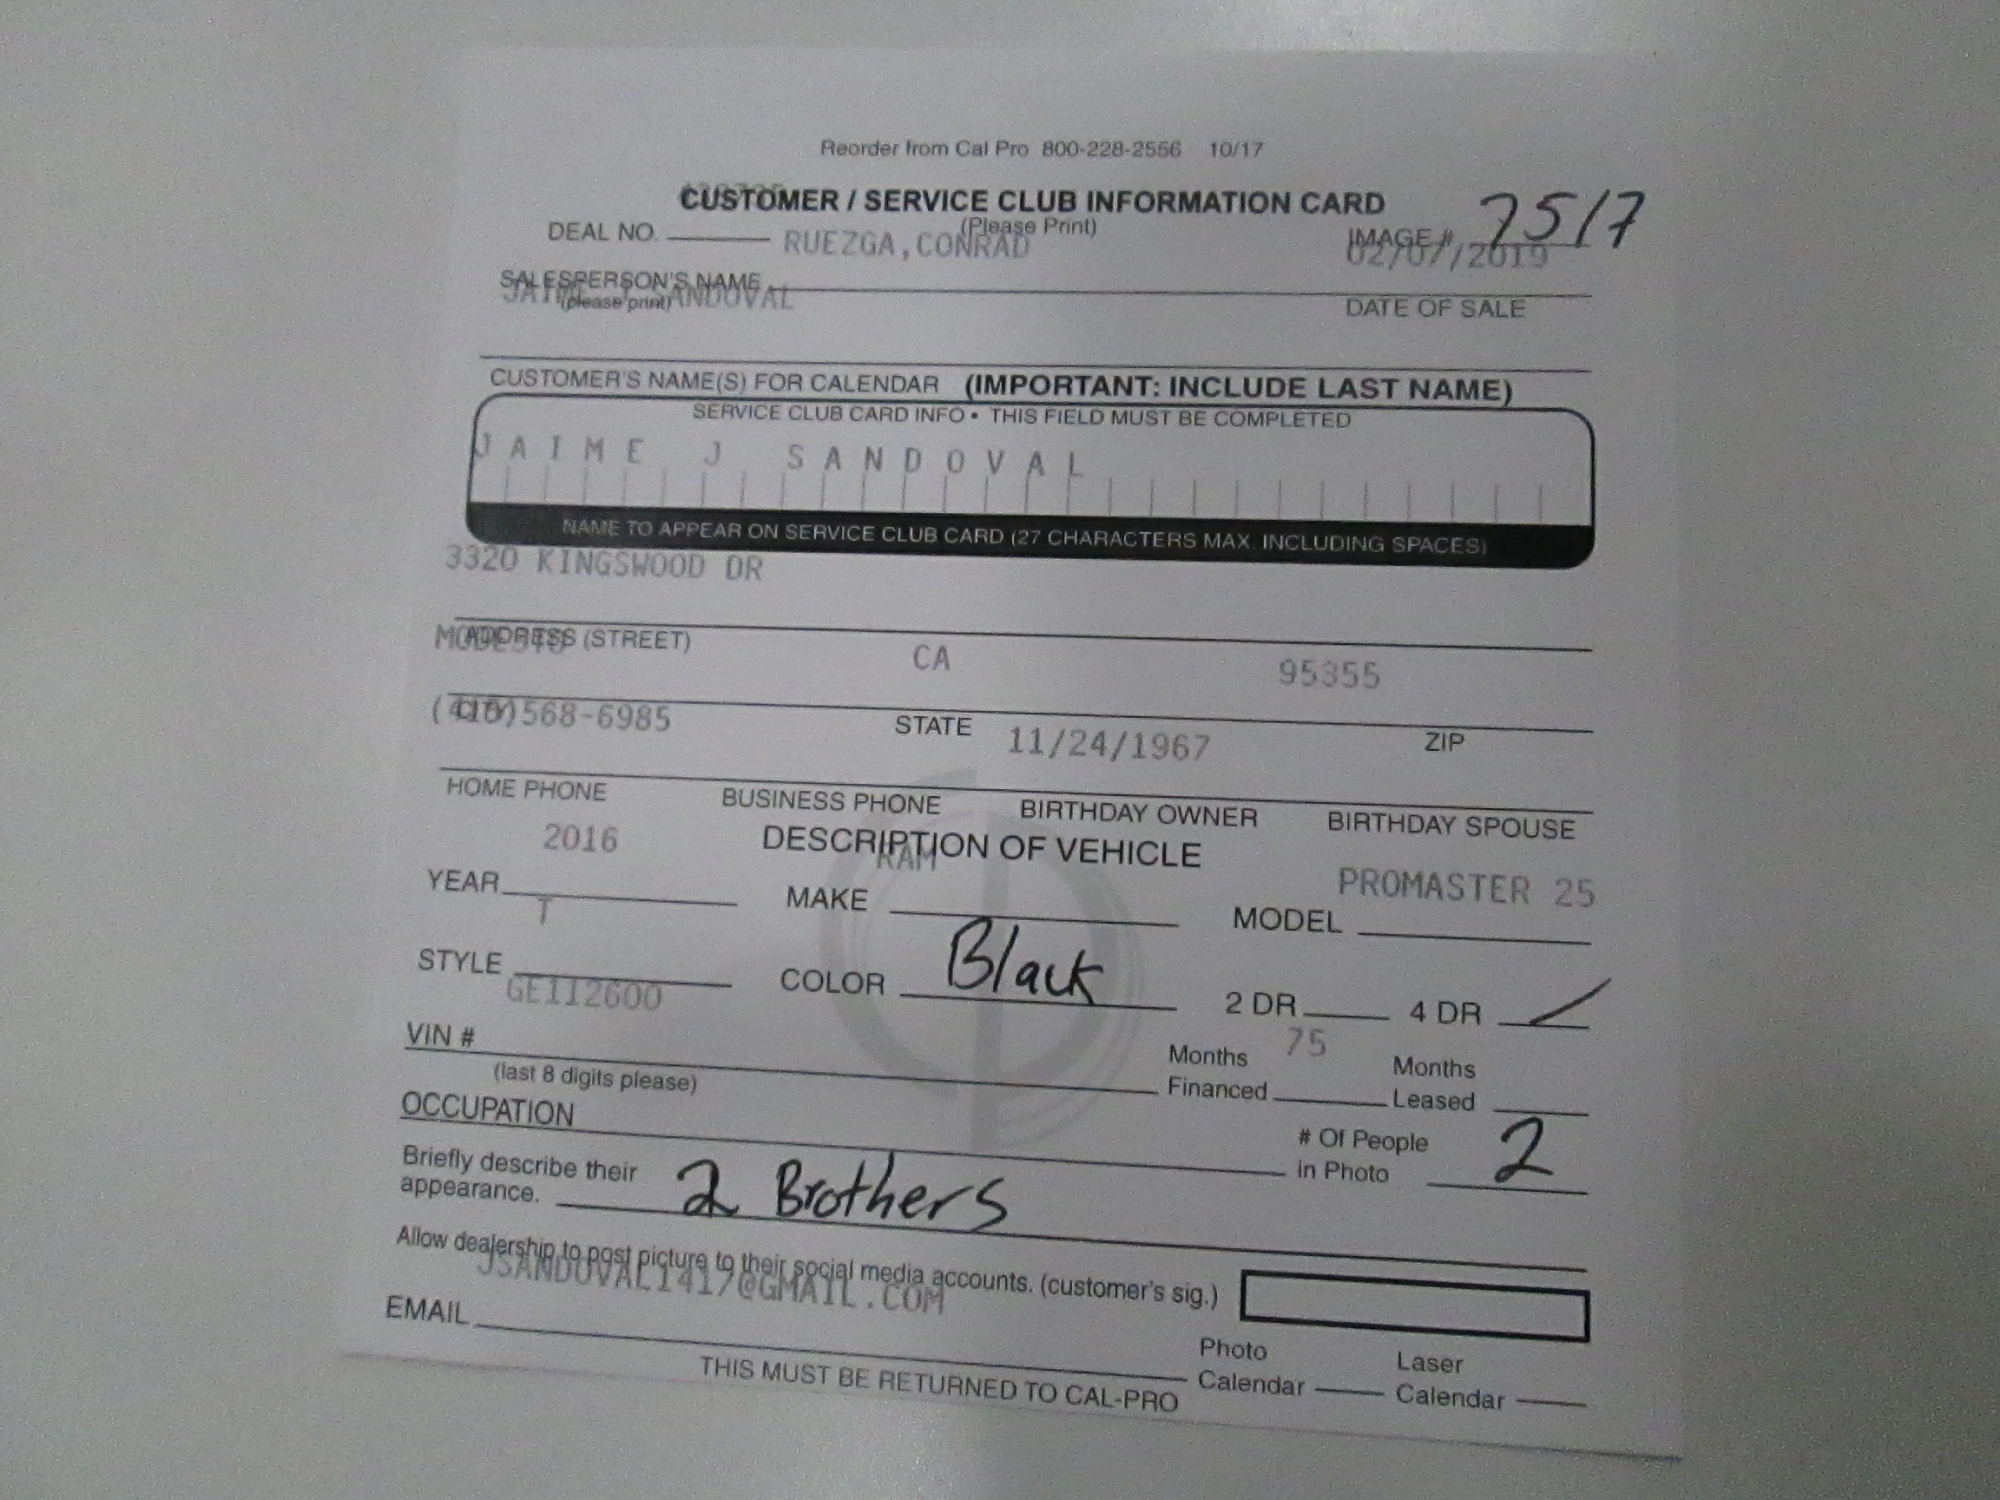 Reorder from Cal Pro 800-228-2556 10/17
CUSTOMER / SERVICE CLUB INFORMATION CARD
(Please Print)
DEAL NO. RUEZGA,CONRAD IMAGE # 7517
02/07/2019
SALESPERSON'S NAME
(please print) DATE OF SALE
JAIME J SANDOVAL
CUSTOMER'S NAME(S) FOR CALENDAR (IMPORTANT: INCLUDE LAST NAME)
SERVICE CLUB CARD INFO • THIS FIELD MUST BE COMPLETED
JAIME J SANDOVAL
NAME TO APPEAR ON SERVICE CLUB CARD (27 CHARACTERS MAX. INCLUDING SPACES)
3320 KINGSWOOD DR
ADDRESS (STREET)
MODESTO CA 95355
CITY STATE ZIP
568-6985 11/24/1967
HOME PHONE BUSINESS PHONE BIRTHDAY OWNER BIRTHDAY SPOUSE
DESCRIPTION OF VEHICLE
YEAR 2016 MAKE RAM MODEL PROMASTER 25
STYLE T COLOR Black 2 DR 4 DR
VIN # GE112600 Months Financed 75 Months Leased
(last 8 digits please)
OCCUPATION # Of People in Photo 2
Briefly describe their appearance. 2 Brothers
Allow dealership to post picture to their social media accounts. (customer's sig.)
EMAIL JSANDOVAL1417@GMAIL.COM
Photo Calendar Laser Calendar
THIS MUST BE RETURNED TO CAL-PRO